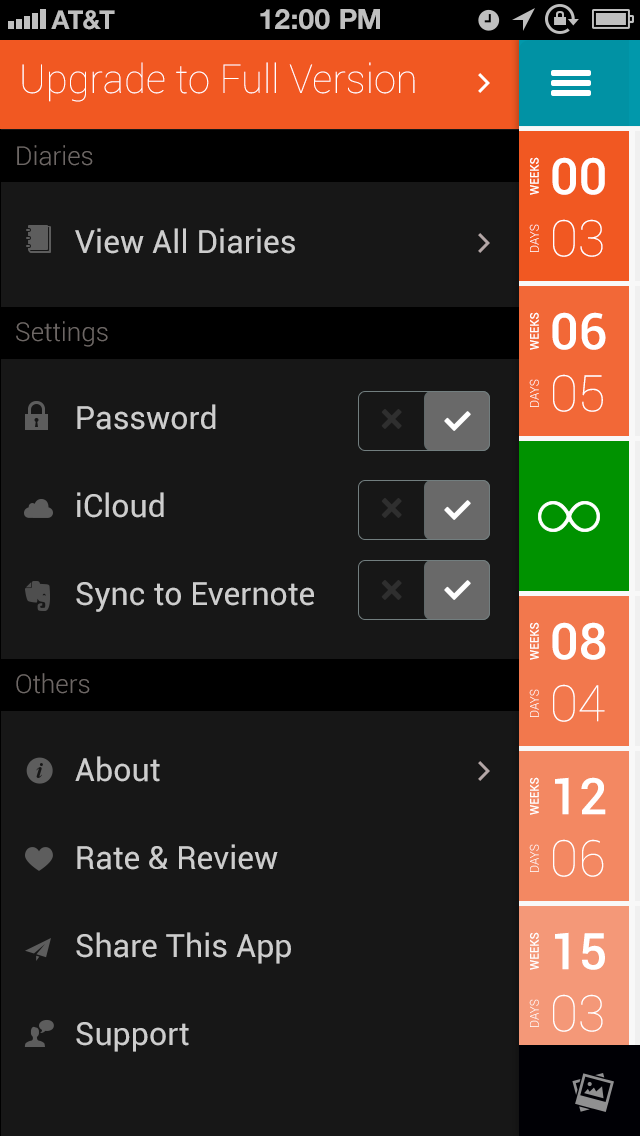 AT&T 12:00 PM
Upgrade to Full Version
Diaries
View All Diaries
Settings
Password
iCloud
Sync to Evernote
Others
About
Rate & Review
Share This App
Support
WEEKS 00
DAYS 03
WEEKS 06
DAYS 05
∞
WEEKS 08
DAYS 04
WEEKS 12
DAYS 06
WEEKS 15
DAYS 03